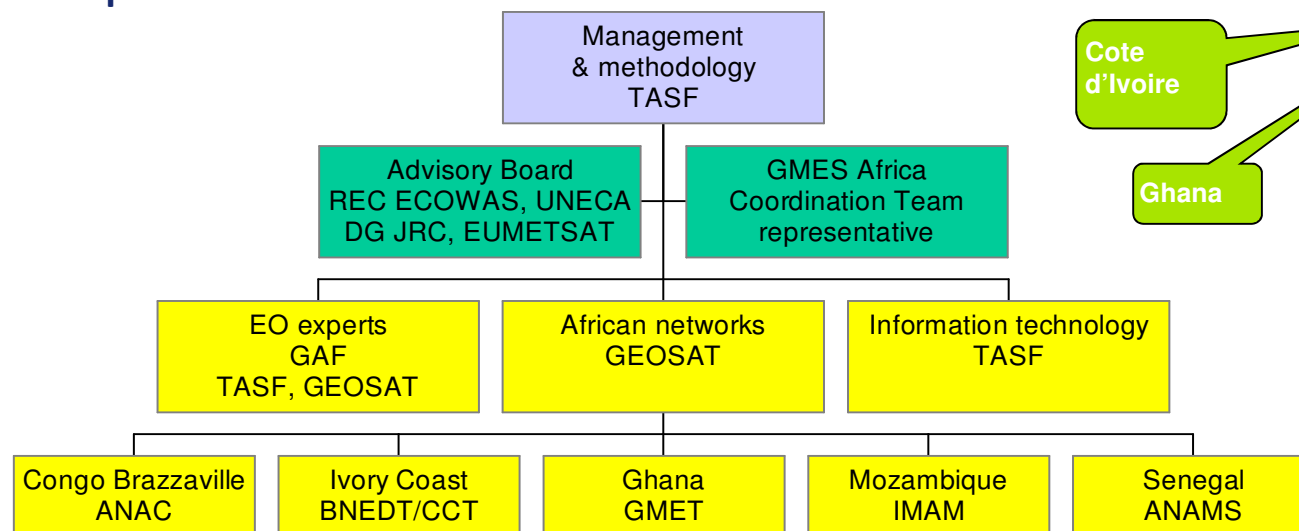 Management
& methodology
TASF
Cote
d'Ivoire
Ghana
Advisory Board
REC ECOWAS, UNECA
DG JRC, EUMETSAT
GMES Africa
Coordination Team
representative
EO experts
GAF
TASF, GEOSAT
African networks
GEOSAT
Information technology
TASF
Congo Brazzaville
ANAC
Ivory Coast
BNEDT/CCT
Ghana
GMET
Mozambique
IMAM
Senegal
ANAMS